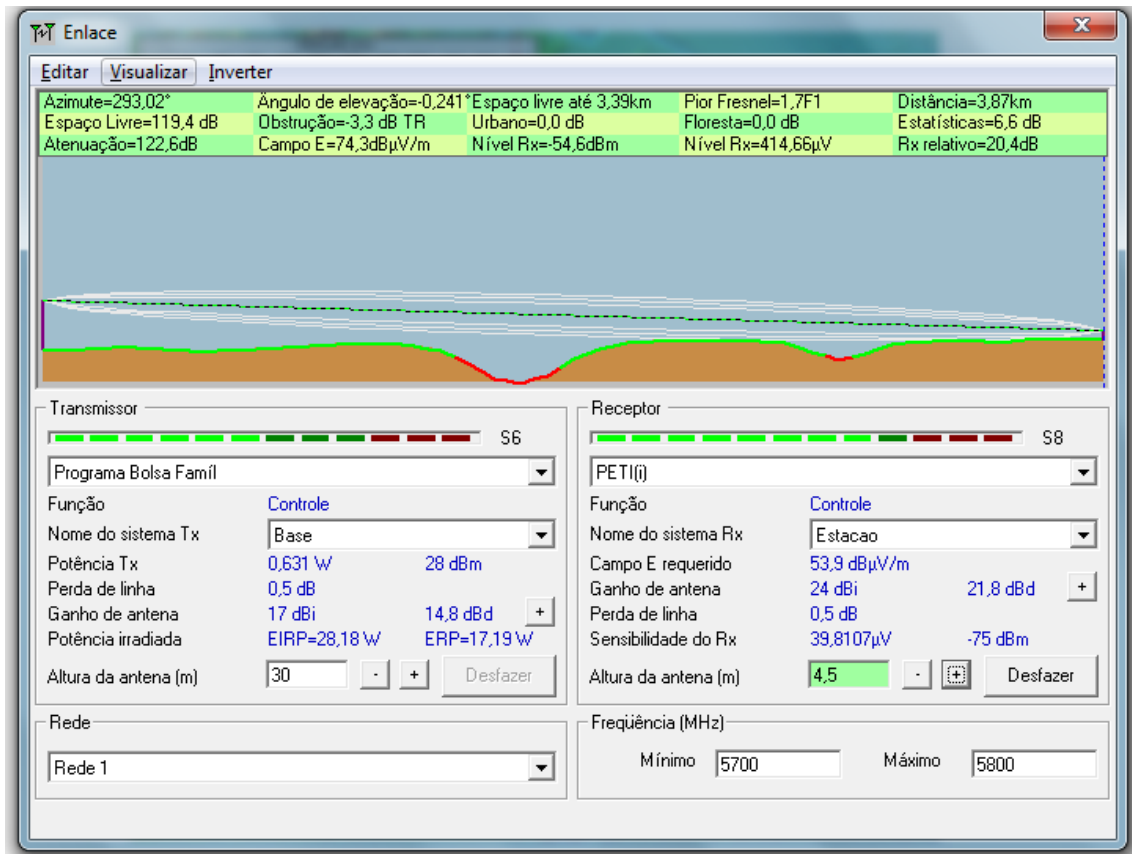 Enlace
Editar Visualizar Inverter
Azimute=293,02° Ângulo de elevação=-0,241° Espaço livre até 3,39km Pior Fresnel=1,7F1 Distância=3,87km
Espaço Livre=119,4 dB Obstrução=-3,3 dB TR Urbano=0,0 dB Floresta=0,0 dB Estatísticas=6,6 dB
Atenuação=122,6dB Campo E=74,3dBµV/m Nível Rx=-54,6dBm Nível Rx=414,66µV Rx relativo=20,4dB
Transmissor
S6
Programa Bolsa Famíl
Função Controle
Nome do sistema Tx Base
Potência Tx 0,631 W 28 dBm
Perda de linha 0,5 dB
Ganho de antena 17 dBi 14,8 dBd +
Potência irradiada EIRP=28,18 W ERP=17,19 W
Altura da antena (m) 30 - + Desfazer
Rede
Rede 1
Receptor
S8
PETI(i)
Função Controle
Nome do sistema Rx Estacao
Campo E requerido 53,9 dBµV/m
Ganho de antena 24 dBi 21,8 dBd +
Perda de linha 0,5 dB
Sensibilidade do Rx 39,8107µV -75 dBm
Altura da antena (m) 4,5 - + Desfazer
Freqüência (MHz)
Mínimo 5700 Máximo 5800